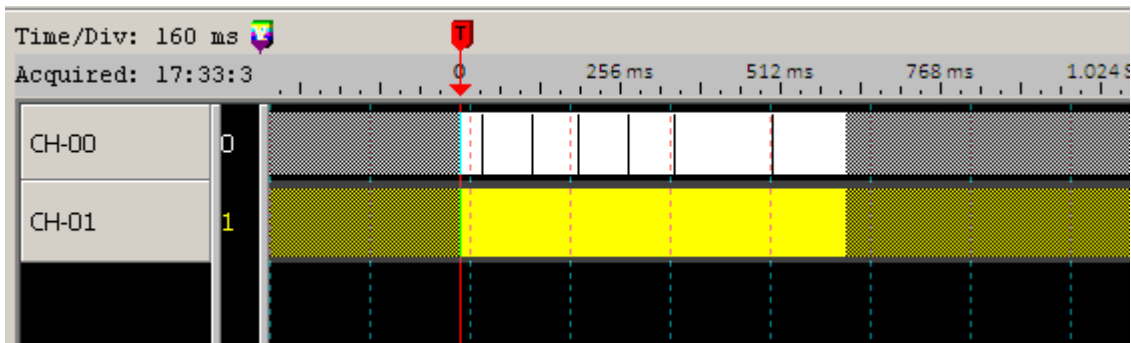 Time/Div: 160 ms
V
T
Acquired: 17:33:3
0 256 ms 512 ms 768 ms 1.024 S
CH-00 0
CH-01 1